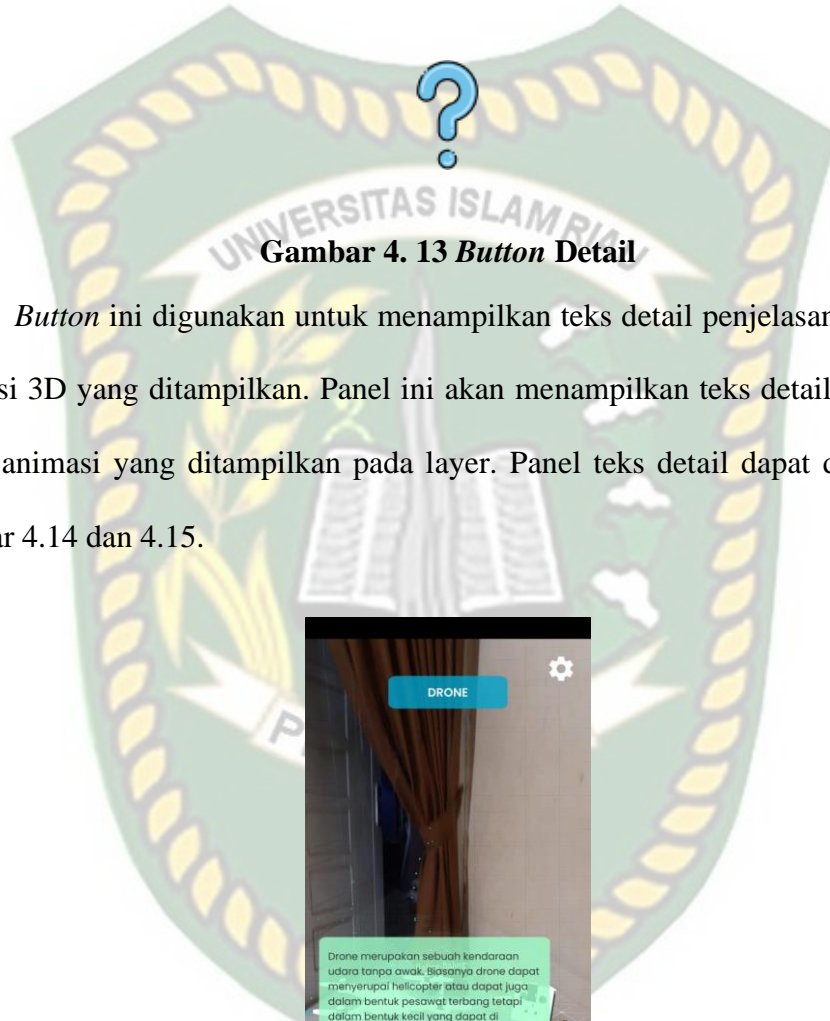 ?
UNIVERSITAS ISLAM RIAU
Gambar 4. 13 Button Detail
Button ini digunakan untuk menampilkan teks detail penjelasan
si 3D yang ditampilkan. Panel ini akan menampilkan teks detail
animasi yang ditampilkan pada layer. Panel teks detail dapat d
ar 4.14 dan 4.15.
DRONE
Drone merupakan sebuah kendaraan
udara tanpa awak. Biasanya drone dapat
menyerupai helicopter atau dapat juga
dalam bentuk pesawat terbang tetapi
dalam bentuk kecil yang dapat di